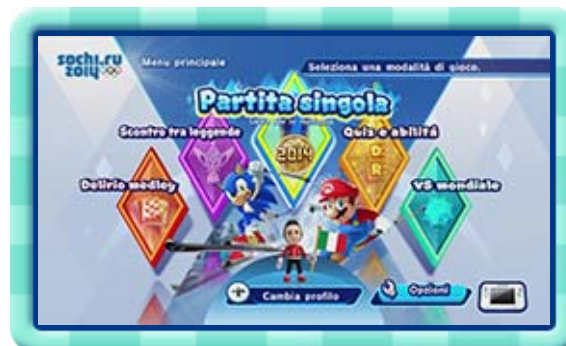 sochi.ru
2014
Menu principale
Seleziona una modalità di gioco.
Partita singola
Scontro tra leggende
Quiz e abilità
2014
Delirio medley
VS mondiale
Cambia profilo
Opzioni